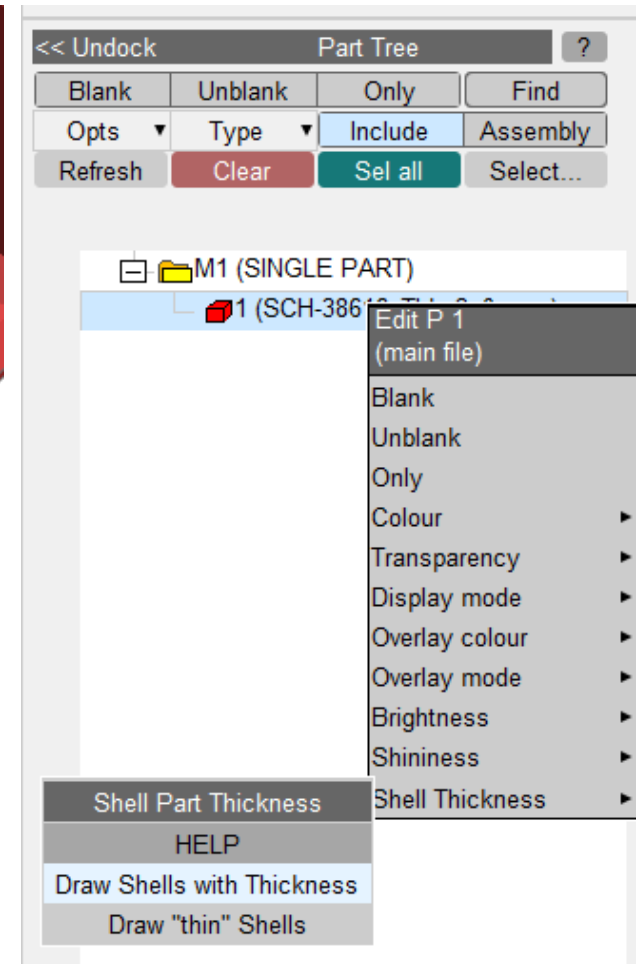 << Undock Part Tree ?
Blank Unblank Only Find
Opts Type Include Assembly
Refresh Clear Sel all Select...
M1 (SINGLE PART)
1 (SCH-386
Edit P 1
(main file)
Blank
Unblank
Only
Colour
Transparency
Display mode
Overlay colour
Overlay mode
Brightness
Shininess
Shell Thickness
Shell Part Thickness
HELP
Draw Shells with Thickness
Draw "thin" Shells